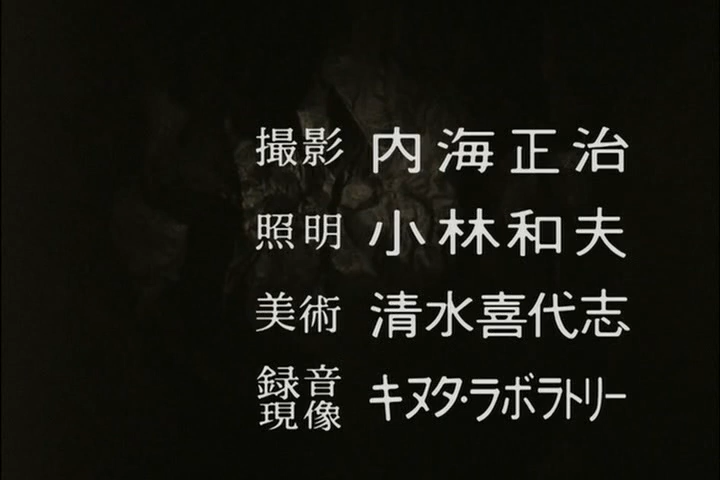 撮影 内海正治
照明 小林和夫
美術 清水喜代志
録音 現像 キヌタ・ラボラトリー